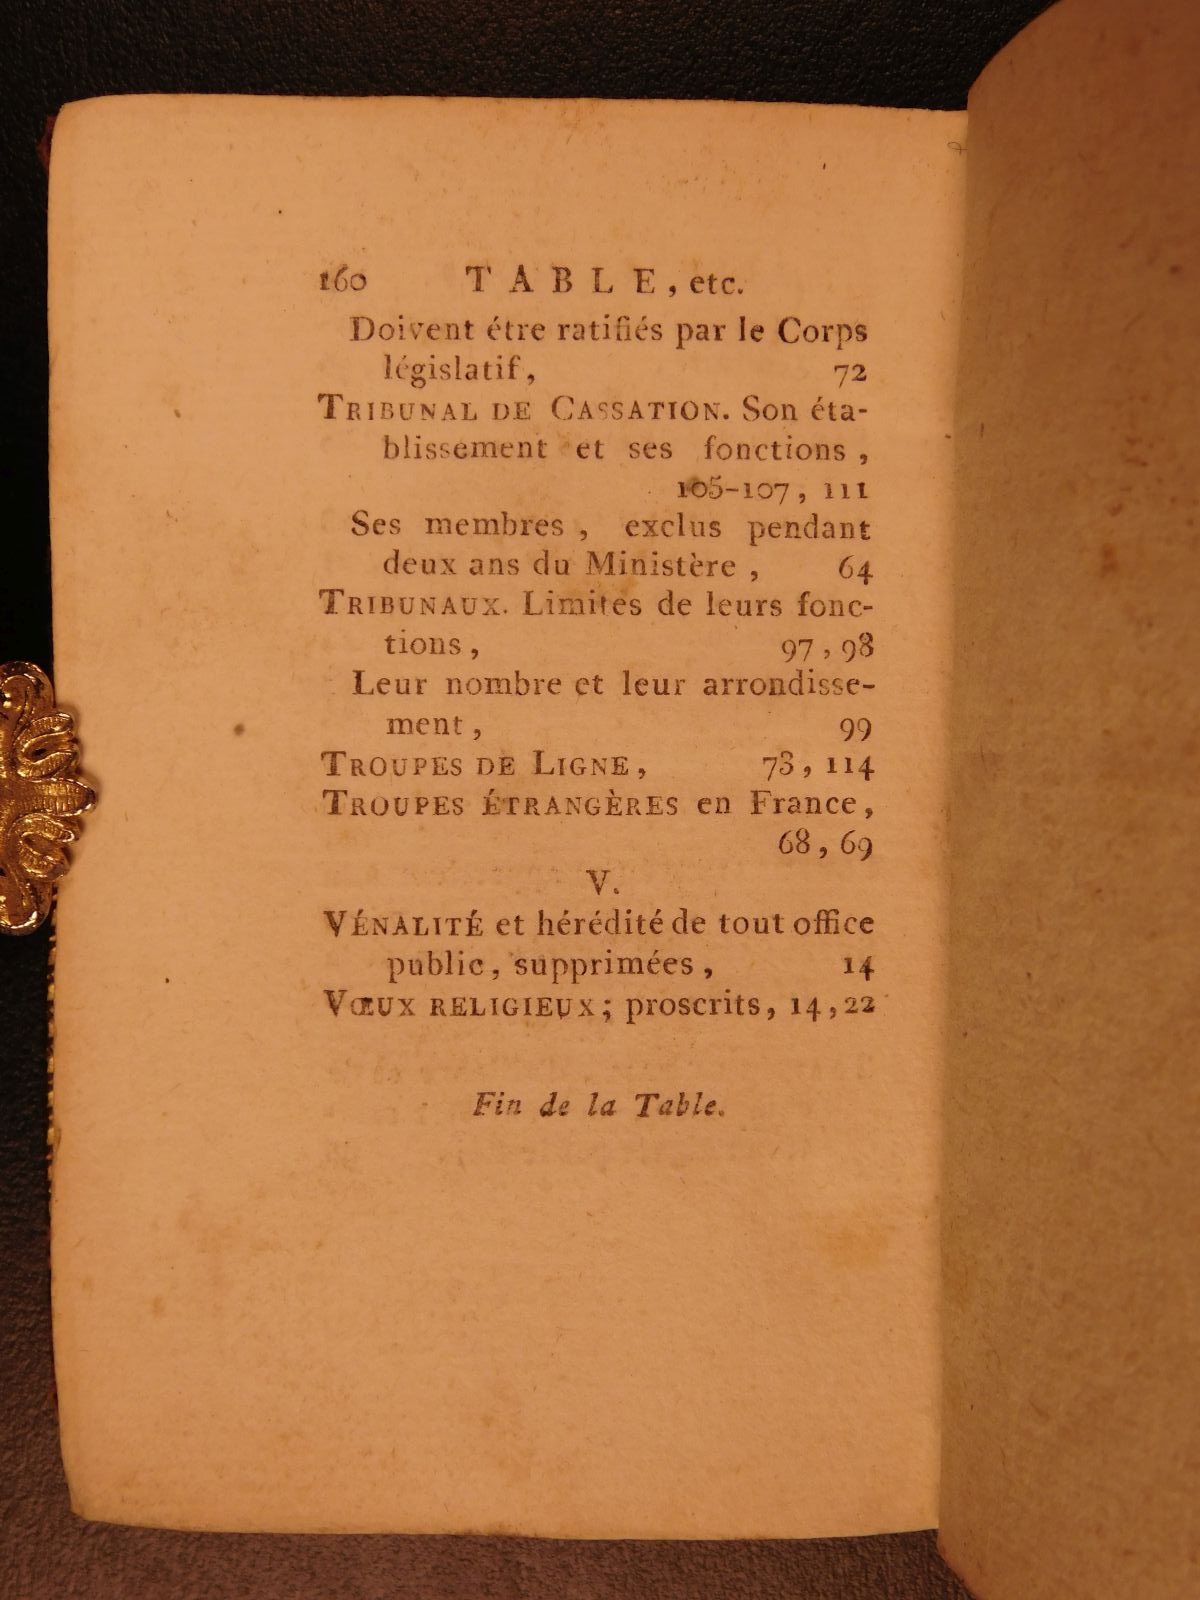 160 TABLE, etc.
Doivent étre ratifiés par le Corps
législatif, 72
TRIBUNAL DE CASSATION. Son éta-
blissement et ses fonctions,
105-107, 111
Ses membres, exclus pendant
deux ans du Ministère, 64
TRIBUNAUX. Limites de leurs fonc-
tions, 97, 98
Leur nombre et leur arrondisse-
ment, 99
TROUPES DE LIGNE, 78, 114
TROUPES ÉTRANGÈRES en France,
68, 69
V.
VÉNALITÉ et hérédité de tout office
public, supprimées, 14
VŒUX RELIGIEUX; proscrits, 14, 22
Fin de la Table.